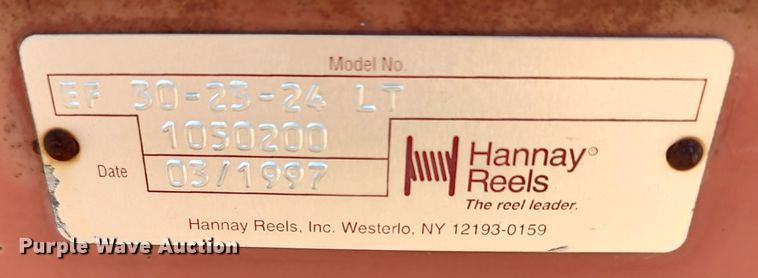 Model No.
EF 30-23-24 LT
1030200
Date 03/1997
Hannay®
Reels
The reel leader.
Hannay Reels, Inc. Westerlo, NY 12193-0159
Purple Wave Auction